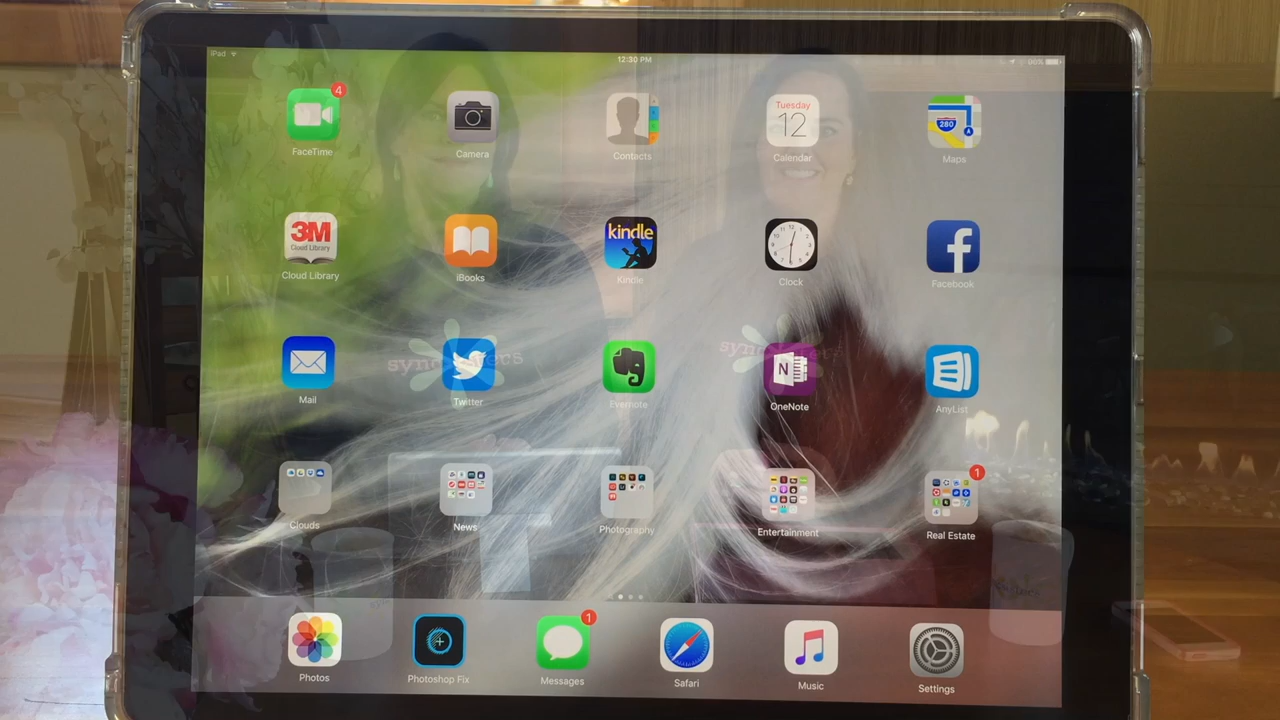 iPad
12:30 PM
96%
4
FaceTime
Camera
Contacts
Tuesday
12
Calendar
280
A
Maps
3M
Cloud Library
Cloud Library
iBooks
kindle
Kindle
12
Clock
f
Facebook
Mail
Twitter
Evernote
N
OneNote
AnyList
Clouds
News
Photography
Entertainment
1
Real Estate
Photos
Photoshop Fix
1
Messages
Safari
Music
Settings